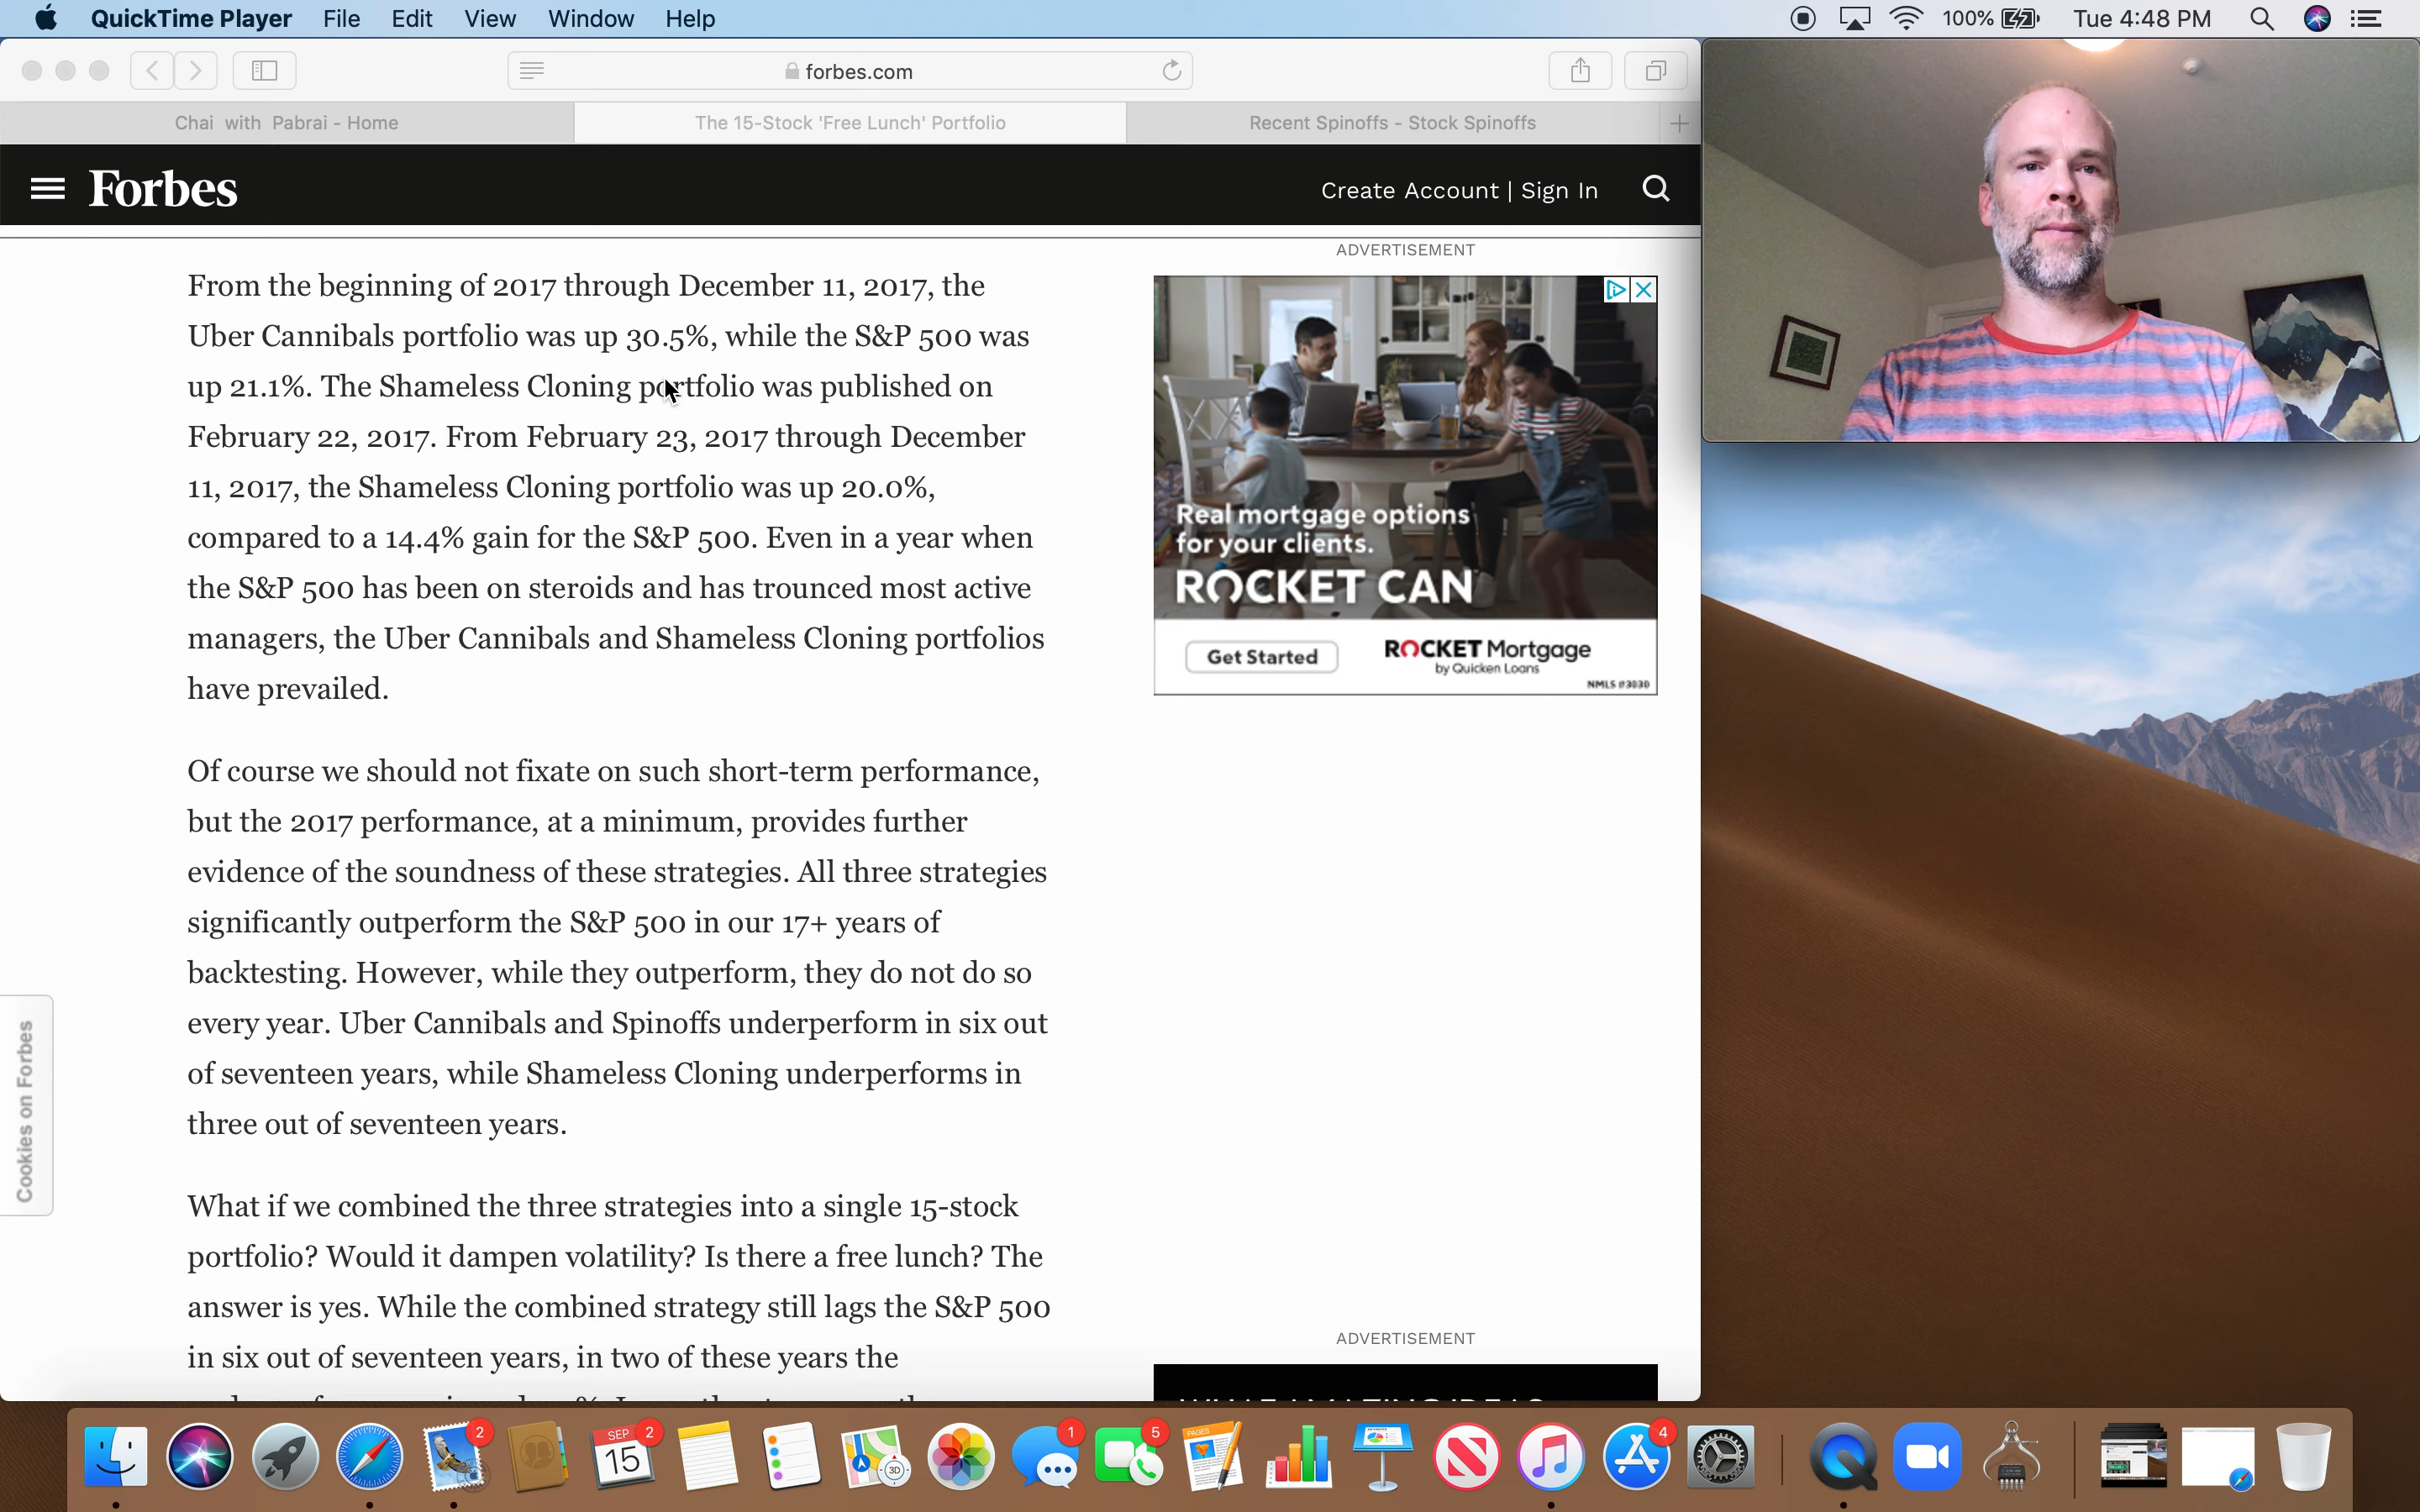 QuickTime Player File Edit View Window Help 100% Tue 4:48 PM
forbes.com
Chai with Pabrai - Home The 15-Stock 'Free Lunch' Portfolio Recent Spinoffs - Stock Spinoffs
Forbes Create Account | Sign In
ADVERTISEMENT
From the beginning of 2017 through December 11, 2017, the
Uber Cannibals portfolio was up 30.5%, while the S&P 500 was
up 21.1%. The Shameless Cloning portfolio was published on
February 22, 2017. From February 23, 2017 through December
11, 2017, the Shameless Cloning portfolio was up 20.0%,
compared to a 14.4% gain for the S&P 500. Even in a year when
the S&P 500 has been on steroids and has trounced most active
managers, the Uber Cannibals and Shameless Cloning portfolios
have prevailed.
Of course we should not fixate on such short-term performance,
but the 2017 performance, at a minimum, provides further
evidence of the soundness of these strategies. All three strategies
significantly outperform the S&P 500 in our 17+ years of
backtesting. However, while they outperform, they do not do so
every year. Uber Cannibals and Spinoffs underperform in six out
of seventeen years, while Shameless Cloning underperforms in
three out of seventeen years.
What if we combined the three strategies into a single 15-stock
portfolio? Would it dampen volatility? Is there a free lunch? The
answer is yes. While the combined strategy still lags the S&P 500
in six out of seventeen years, in two of these years the
Real mortgage options
for your clients.
ROCKET CAN
Get Started
ROCKET Mortgage
by Quicken Loans
NMLS #3030
ADVERTISEMENT
WHAT AMAZING IDEAS
Cookies on Forbes
2
SEP
2
15
3D
1
5
PAGES
4